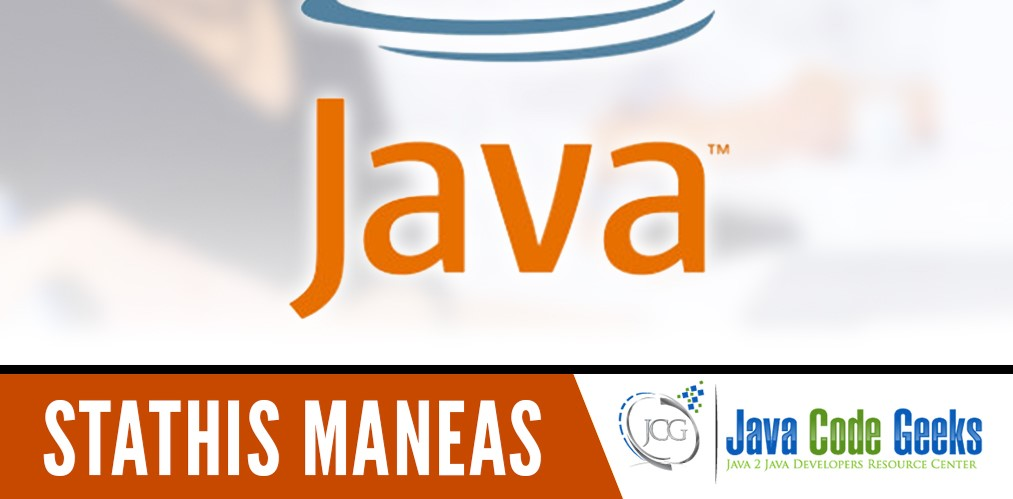 Java™
STATHIS MANEAS
JCG
Java Code Geeks
JAVA 2 JAVA DEVELOPERS RESOURCE CENTER